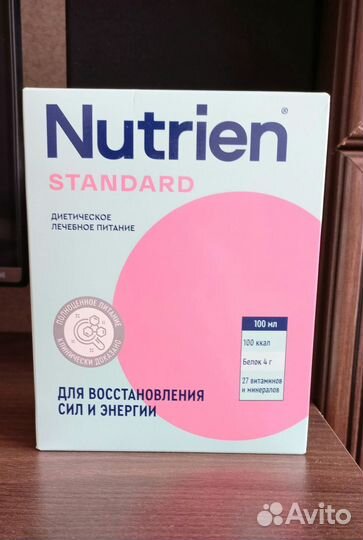 Nutrien®
STANDARD
ДИЕТИЧЕСКОЕ
ЛЕЧЕБНОЕ ПИТАНИЕ
ПОЛНОЦЕННОЕ ПИТАНИЕ
КЛИНИЧЕСКИ ДОКАЗАНО
100 мл
100 ккал
Белок 4 г
27 витаминов
и минералов
ДЛЯ ВОССТАНОВЛЕНИЯ
СИЛ И ЭНЕРГИИ
Avito